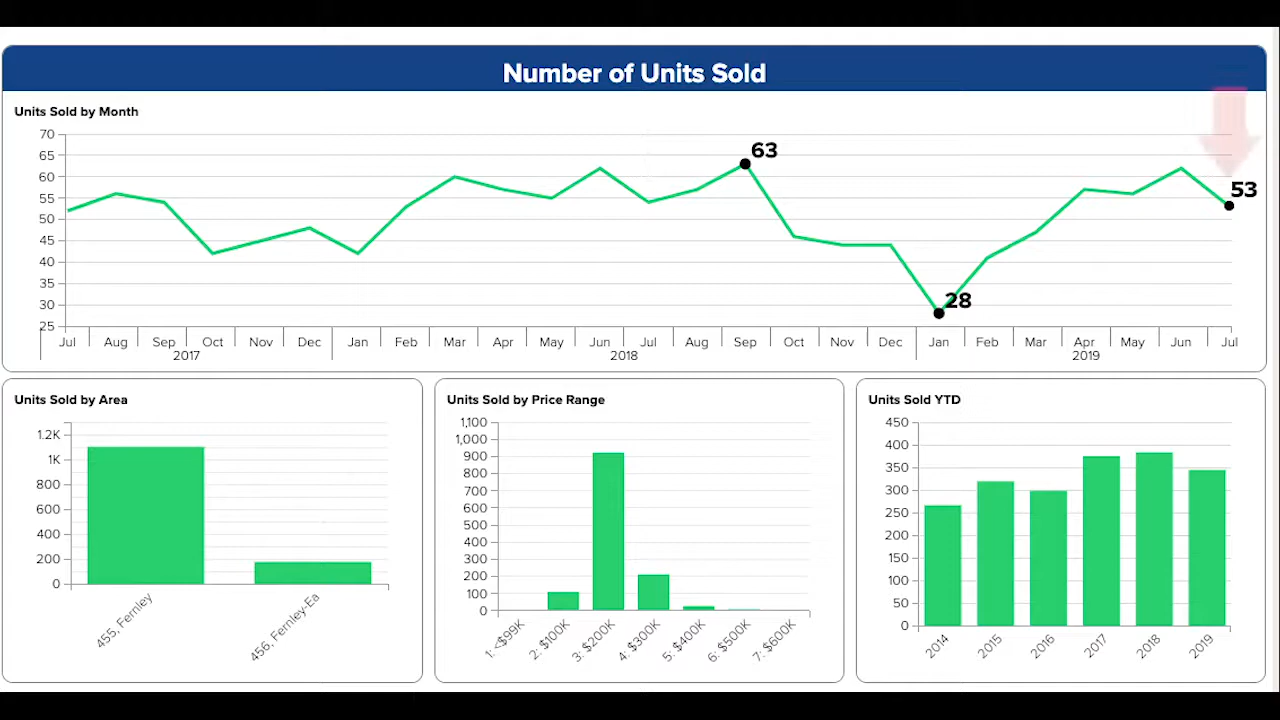 Number of Units Sold
Units Sold by Month
70
65
60
55
50
45
40
35
30
25
63
28
53
Jul Aug Sep Oct Nov Dec Jan Feb Mar Apr May Jun Jul Aug Sep Oct Nov Dec Jan Feb Mar Apr May Jun Jul
2017 2018 2019
Units Sold by Area
1.2K
1K
800
600
400
200
0
455, Fernley
456, Fernley-Ea
Units Sold by Price Range
1,100
1,000
900
800
700
600
500
400
300
200
100
0
1: <$99K
2: $100K
3: $200K
4: $300K
5: $400K
6: $500K
7: $600K
Units Sold YTD
450
400
350
300
250
200
150
100
50
0
2014
2015
2016
2017
2018
2019